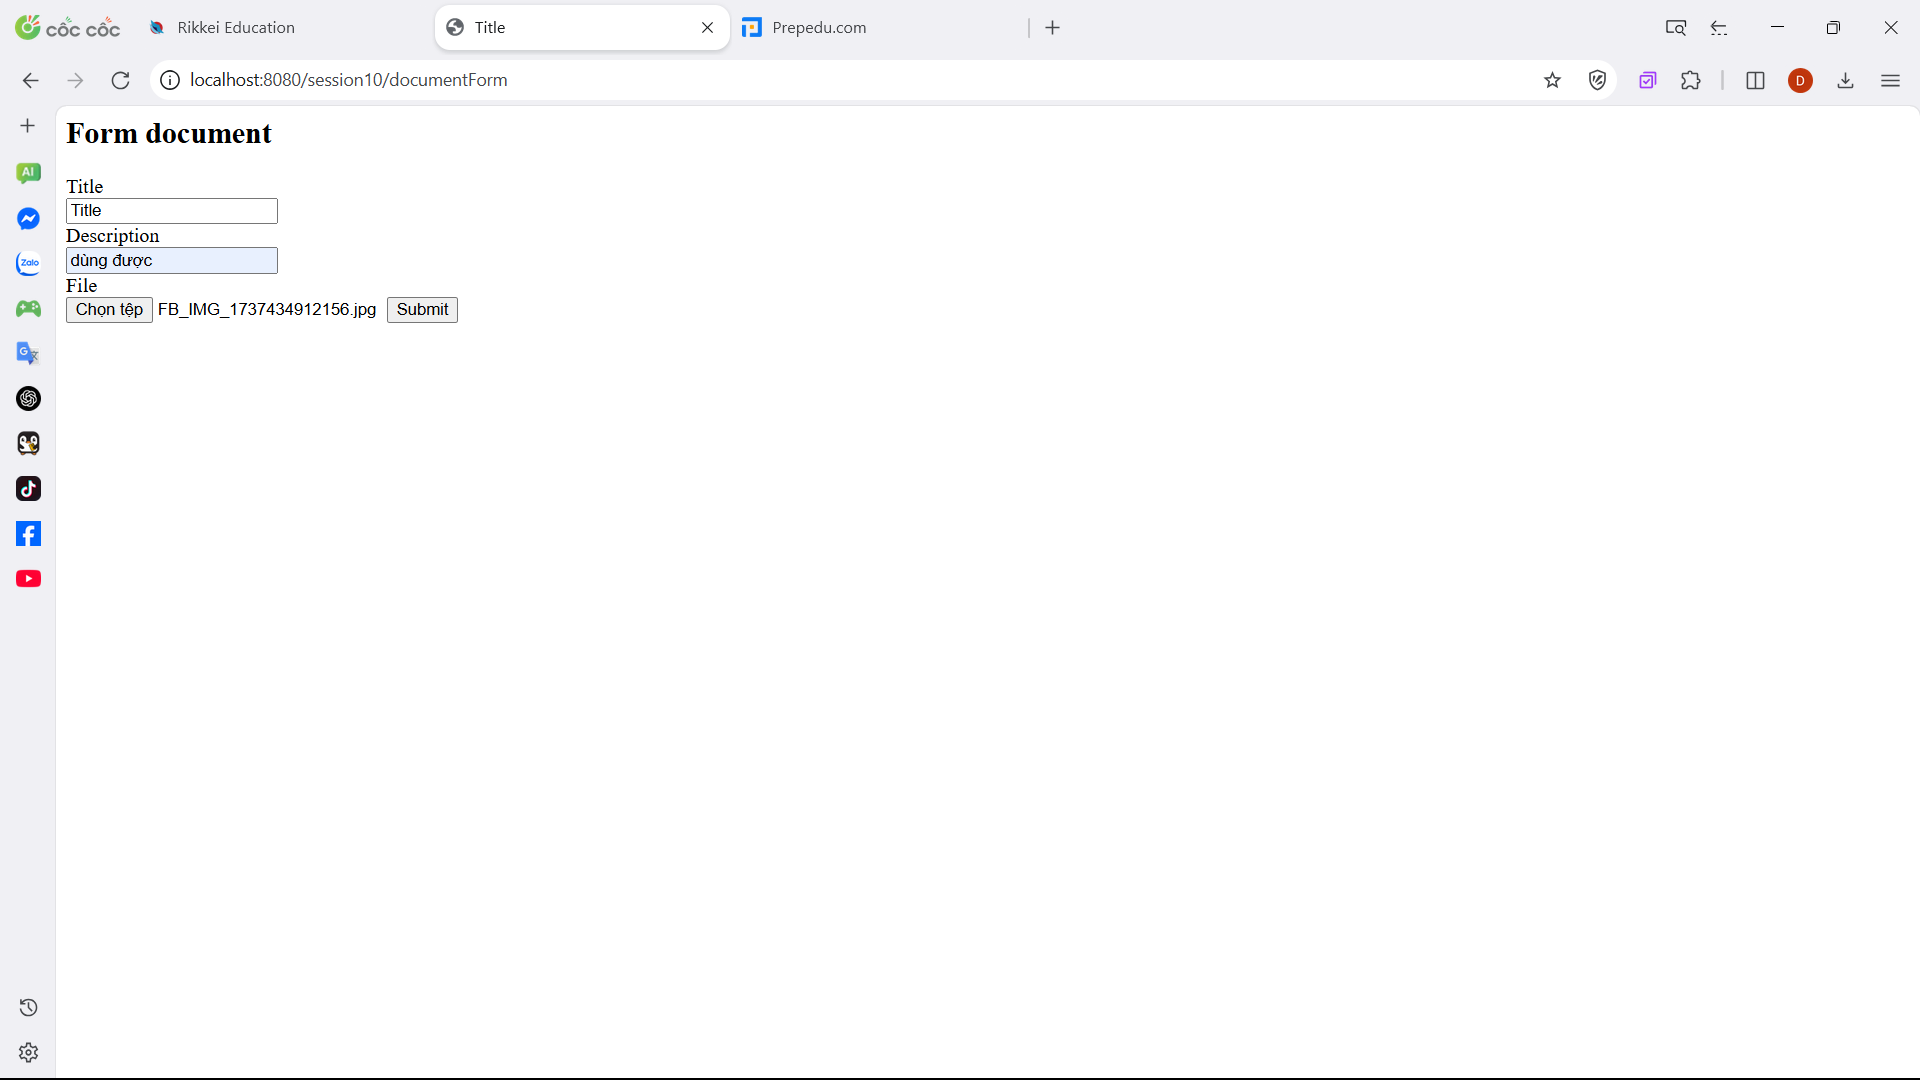 cốc cốc
Rikkei Education
Title
Prepedu.com
localhost:8080/session10/documentForm
D
AI
Zalo
G
Form document
Title
Title
Description
dùng được
File
Chọn tệp FB_IMG_1737434912156.jpg Submit